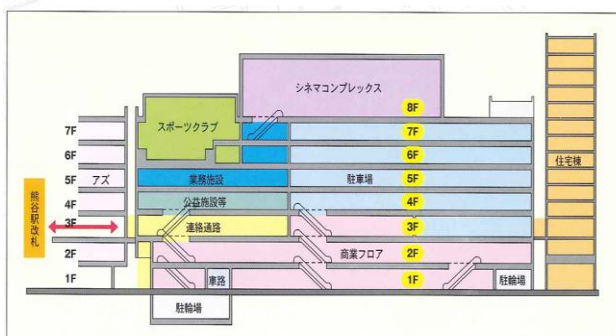 シネマコンプレックス
8F
スポーツクラブ
7F
7F
6F
6F
住宅棟
5F
アズ
業務施設
駐車場
5F
4F
公益施設等
4F
熊谷駅改札
3F
連絡通路
3F
2F
商業フロア
2F
1F
車路
1F
駐輪場
駐輪場